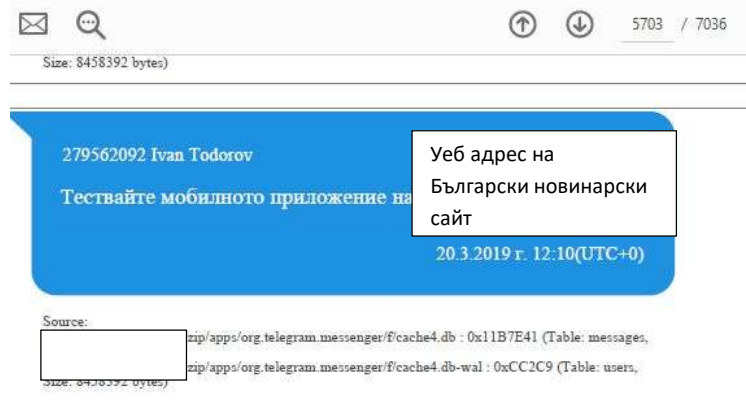 5703 / 7036
Size: 8458392 bytes)
279562092 Ivan Todorov
Тествайте мобилното приложение на
Уеб адрес на
Български новинарски
сайт
20.3.2019 г. 12:10(UTC+0)
Source:
zip/apps/org.telegram.messenger/f/cache4.db : 0x11B7E41 (Table: messages,
zip/apps/org.telegram.messenger/f/cache4.db-wal : 0xCC2C9 (Table: users,
Size: 8458392 bytes)